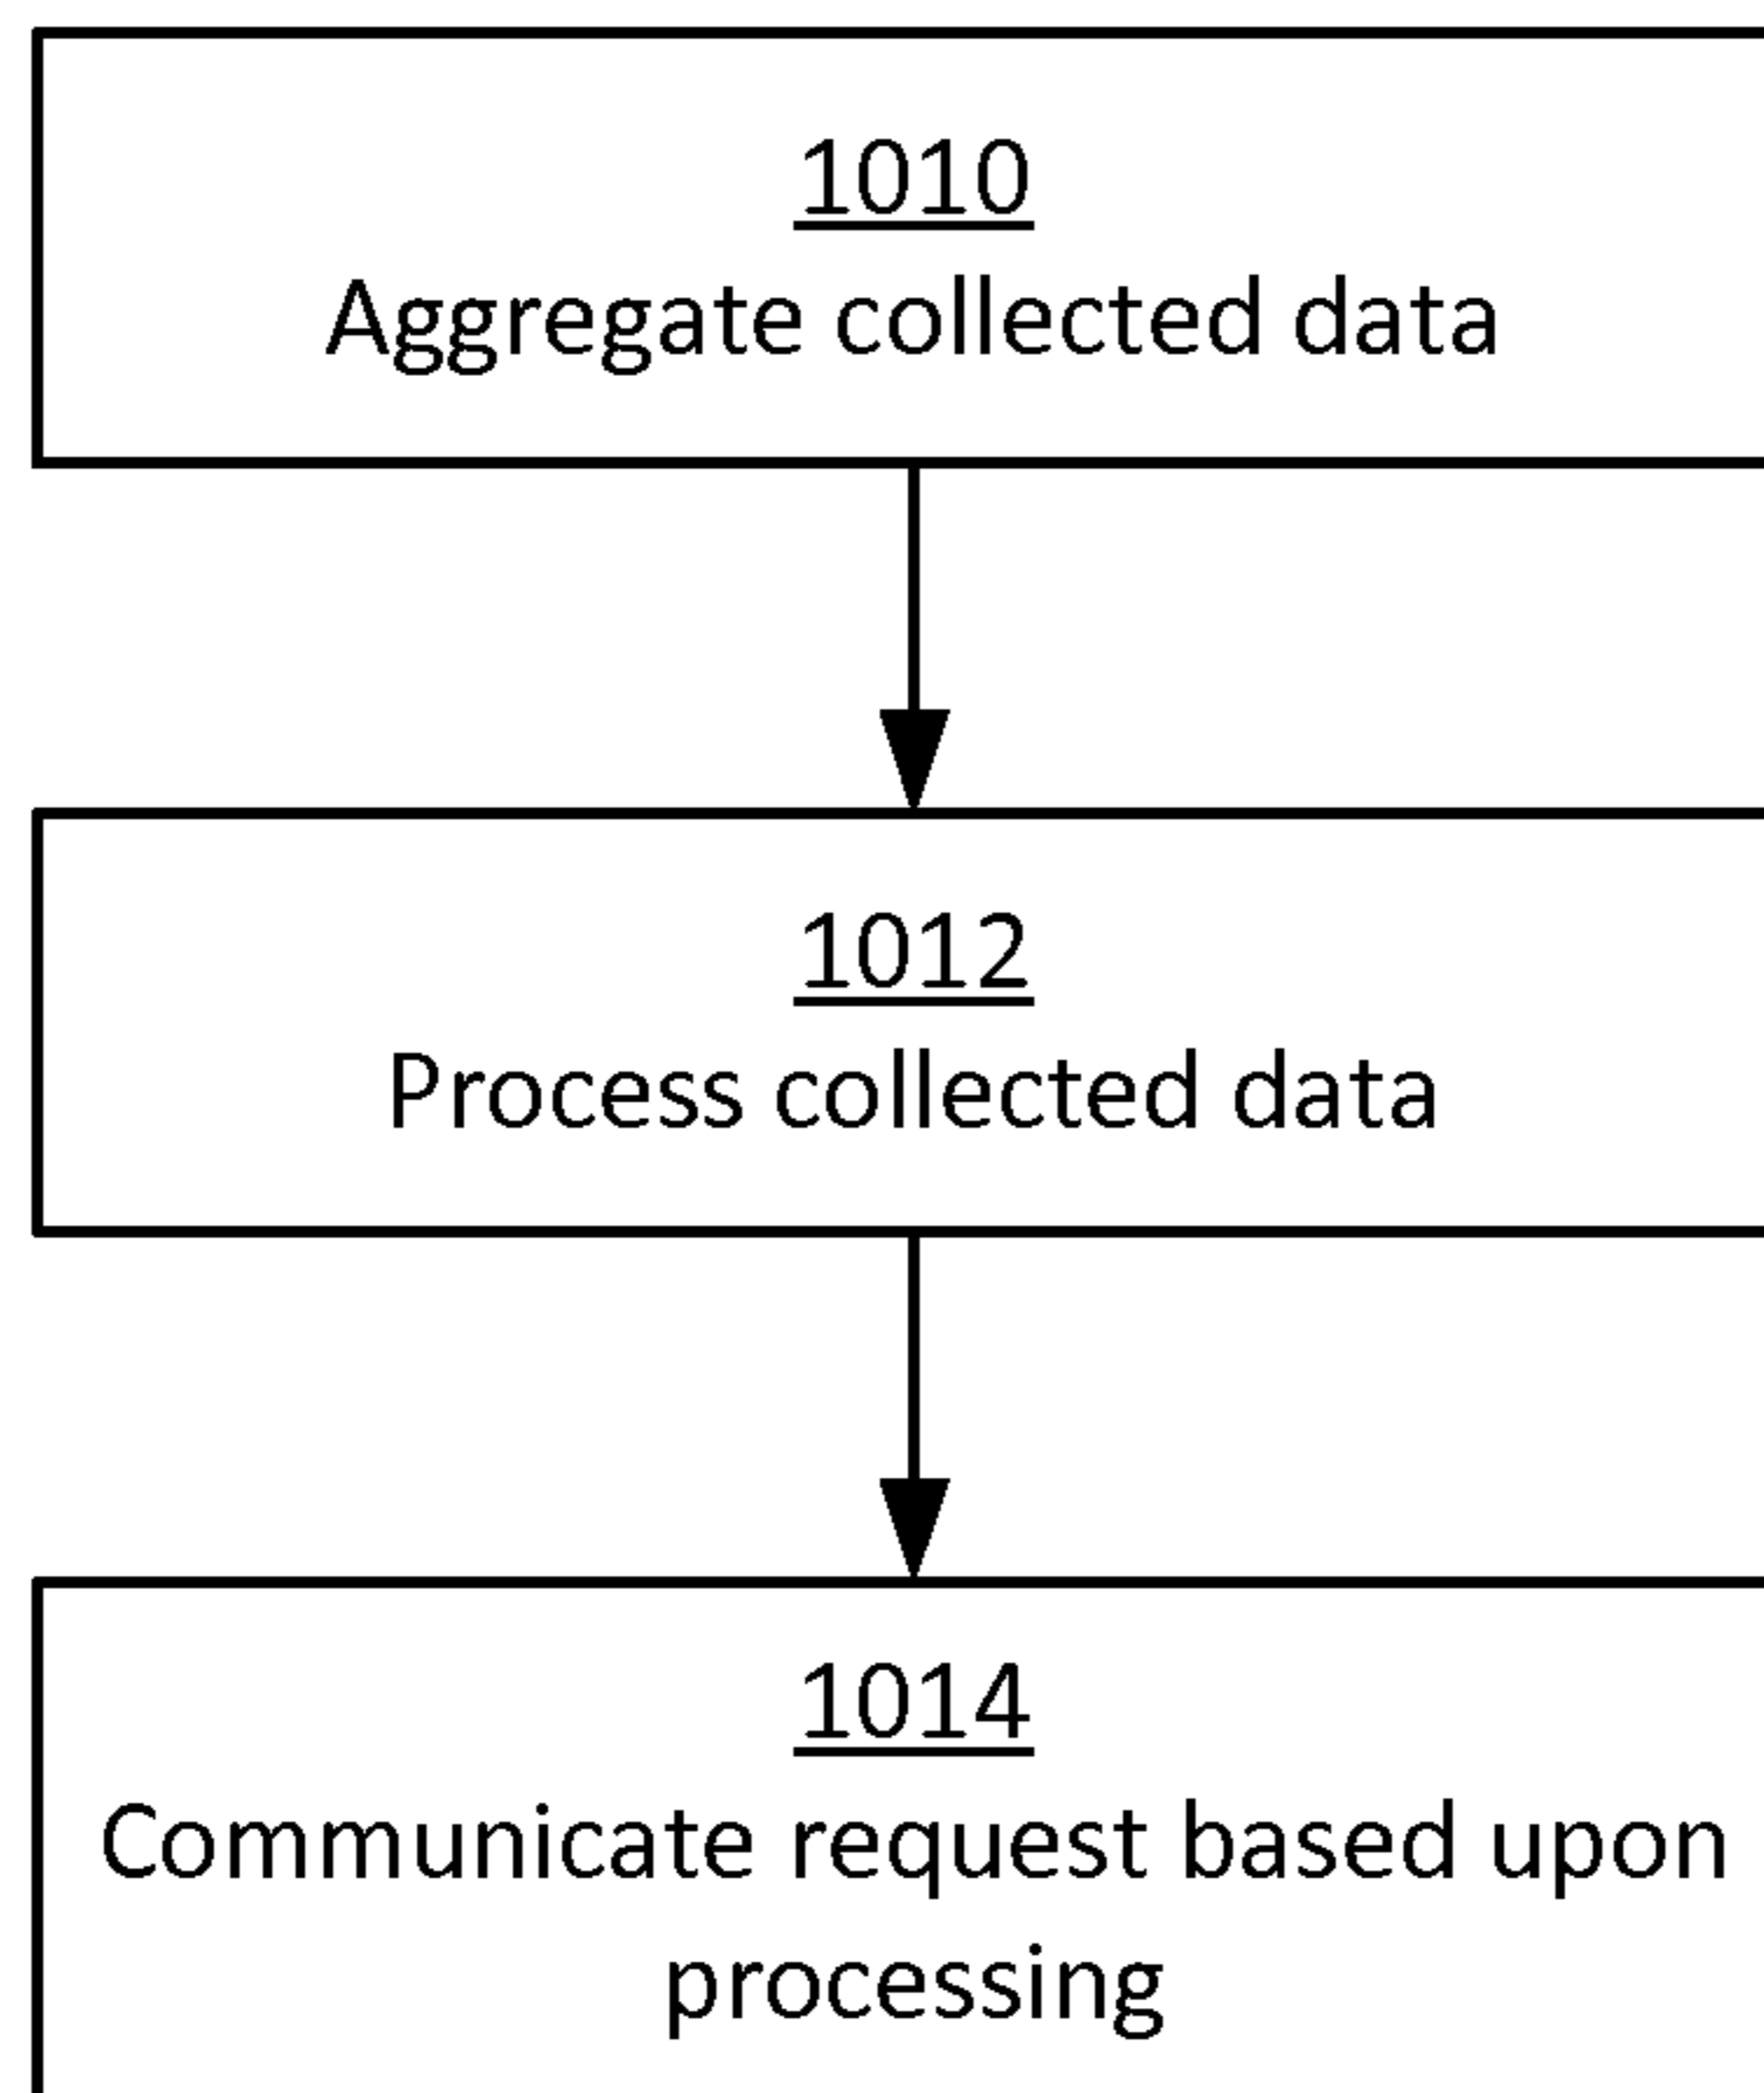 1010
Aggregate collected data
1012
Process collected data
1014
Communicate request based upon
processing